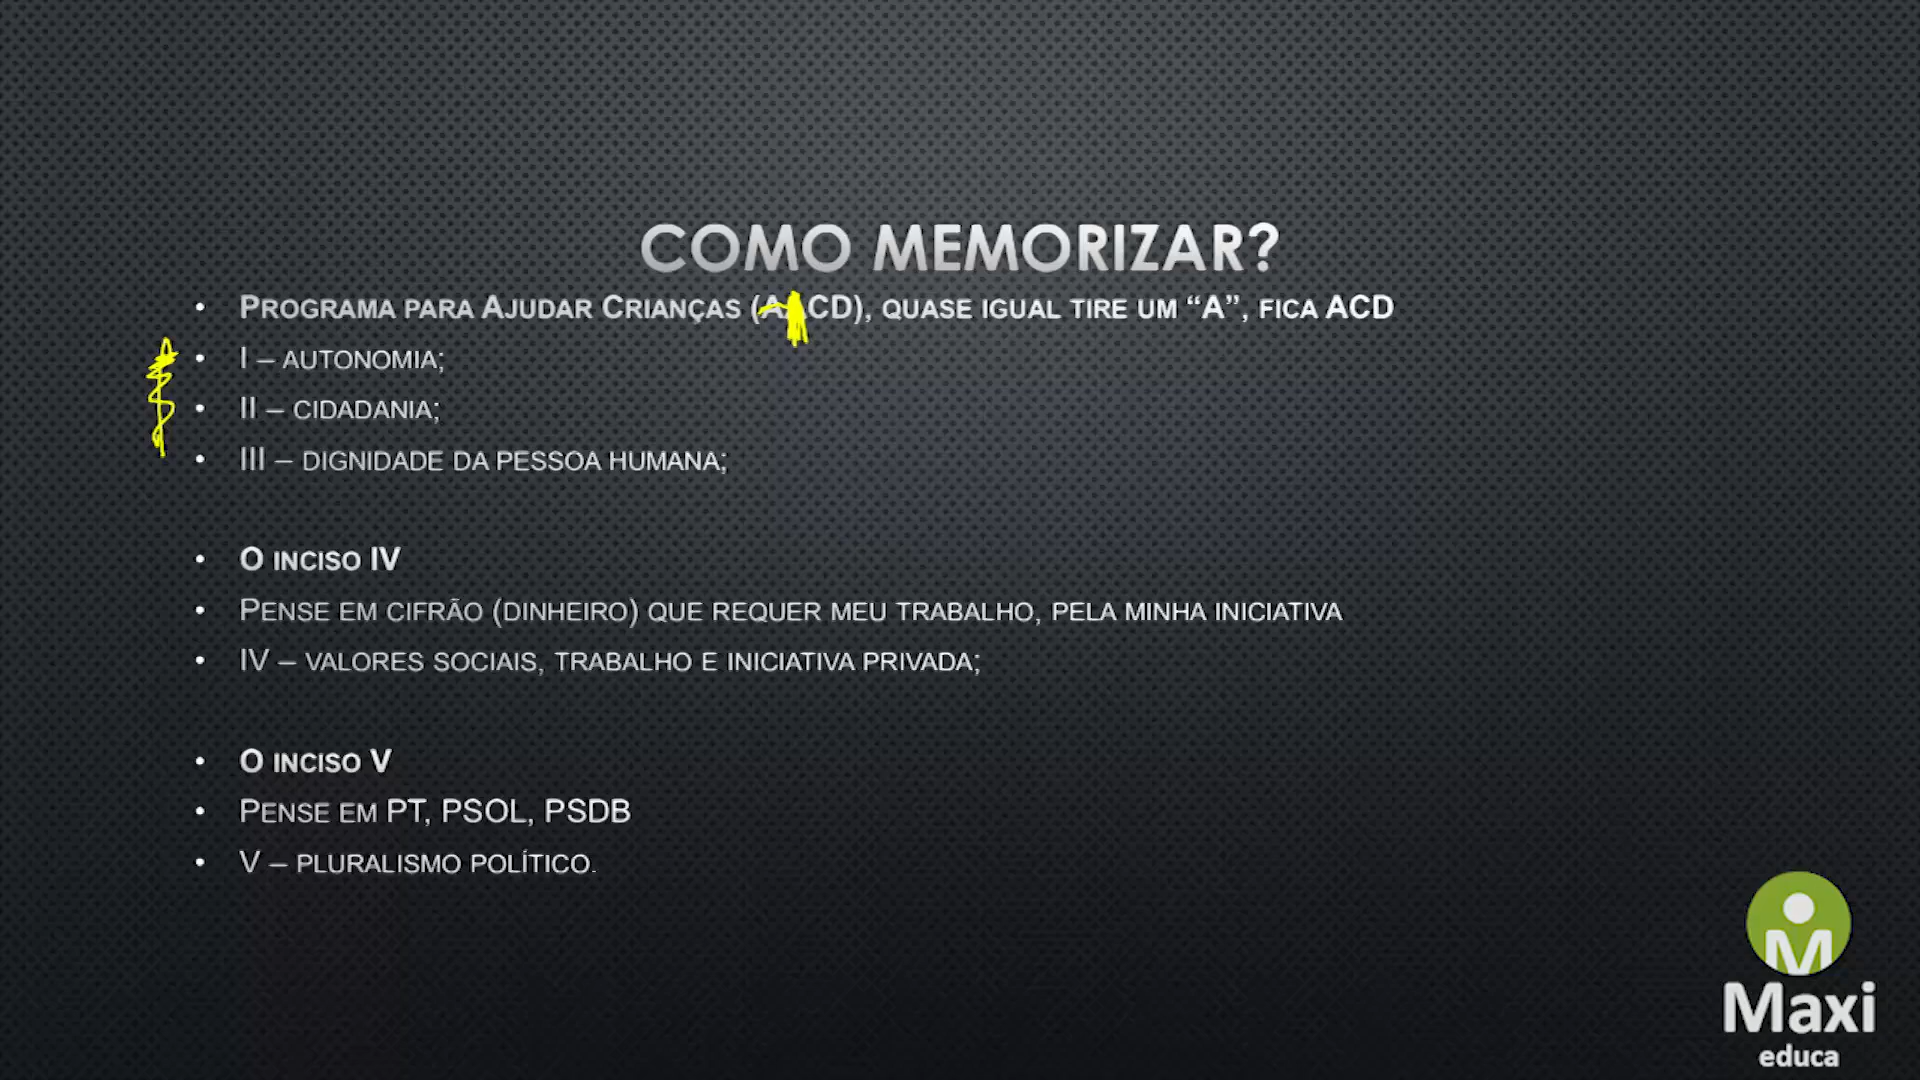 COMO MEMORIZAR?
• PROGRAMA PARA AJUDAR CRIANÇAS (AACD), QUASE IGUAL TIRE UM “A”, FICA ACD
• I – AUTONOMIA;
• II – CIDADANIA;
• III – DIGNIDADE DA PESSOA HUMANA;
• O INCISO IV
• PENSE EM CIFRÃO (DINHEIRO) QUE REQUER MEU TRABALHO, PELA MINHA INICIATIVA
• IV – VALORES SOCIAIS, TRABALHO E INICIATIVA PRIVADA;
• O INCISO V
• PENSE EM PT, PSOL, PSDB
• V – PLURALISMO POLÍTICO.
M
Maxi
educa